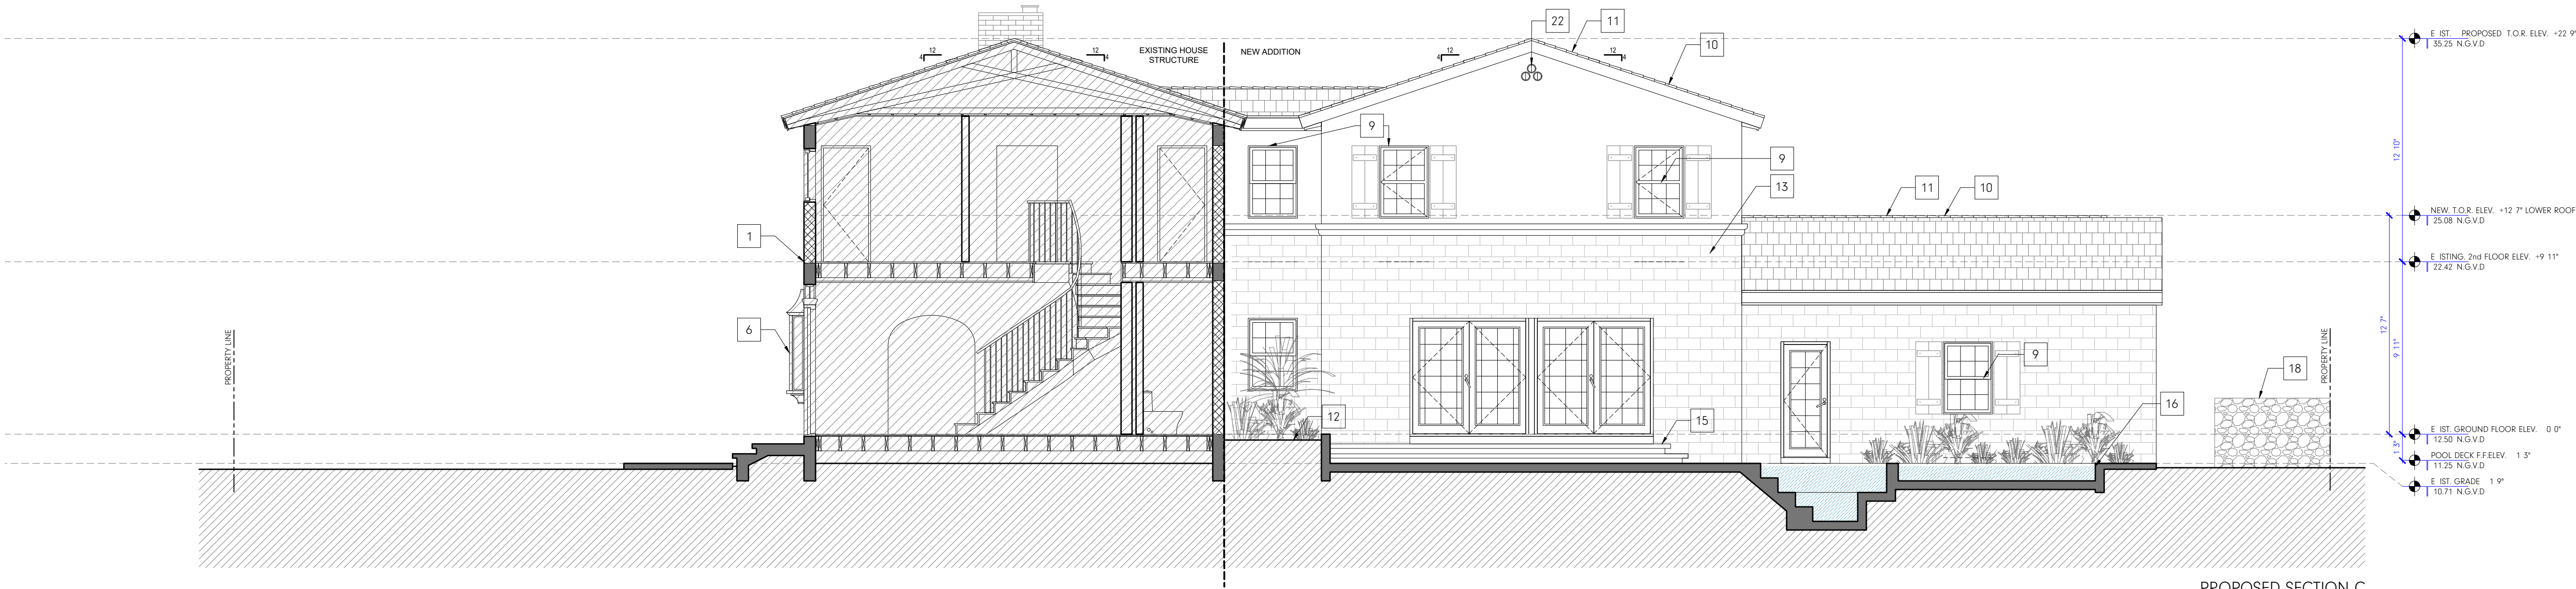 22
11
10
EXISTING HOUSE
STRUCTURE
NEW ADDITION
12
4
12
4
12
4
12
4
E IST. PROPOSED T.O.R. ELEV. +22 9"
35.25 N.G.V.D
9
9
13
12 10"
11
10
NEW. T.O.R. ELEV. +12 7" LOWER ROOF
25.08 N.G.V.D
1
E ISTING. 2nd FLOOR ELEV. +9 11"
22.42 N.G.V.D
6
12 7"
9 11"
PROPERTY LINE
PROPERTY LINE
9
18
12
15
16
E IST. GROUND FLOOR ELEV. 0 0"
12.50 N.G.V.D
1 3"
POOL DECK F.F.ELEV. 1 3"
11.25 N.G.V.D
E IST. GRADE 1 9"
10.71 N.G.V.D
PROPOSED SECTION C